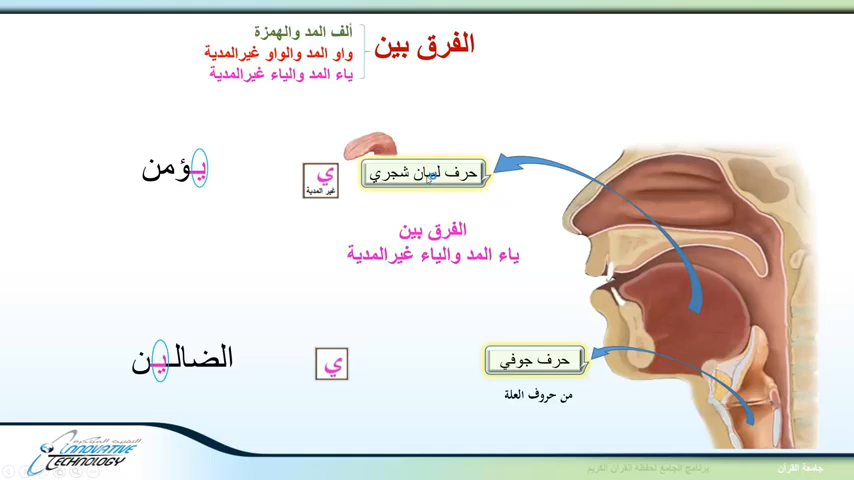 الفرق بين
ألف المد والهمزة
واو المد والواو غيرالمدية
ياء المد والياء غيرالمدية
حرف لسان شجري
ي
غير المدية
يؤمن
الفرق بين
ياء المد والياء غيرالمدية
حرف جوفي
ي
الضالين
من حروف العلة
التقنية المبتكرة
INNOVATIVE
TECHNOLOGY
جامعة القرآن
برنامج الجامع لحفظة القرآن الكريم